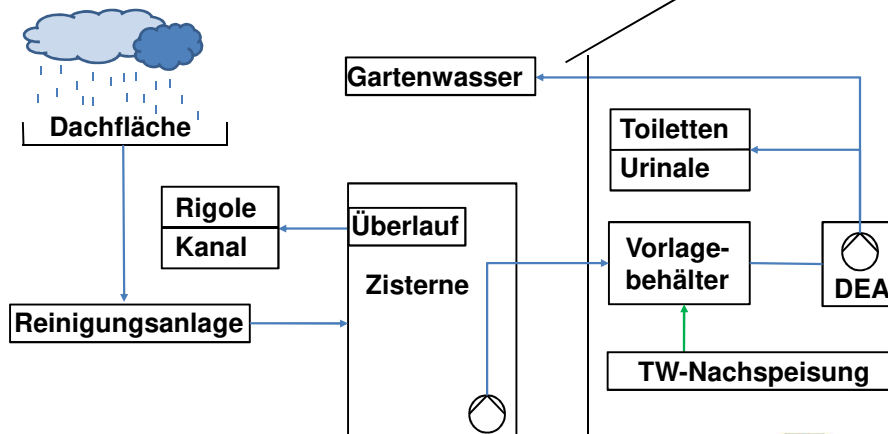 Gartenwasser
Dachfläche
Toiletten
Urinale
Rigole
Kanal
Überlauf
Zisterne
Vorlage-
behälter
DEA
Reinigungsanlage
TW-Nachspeisung